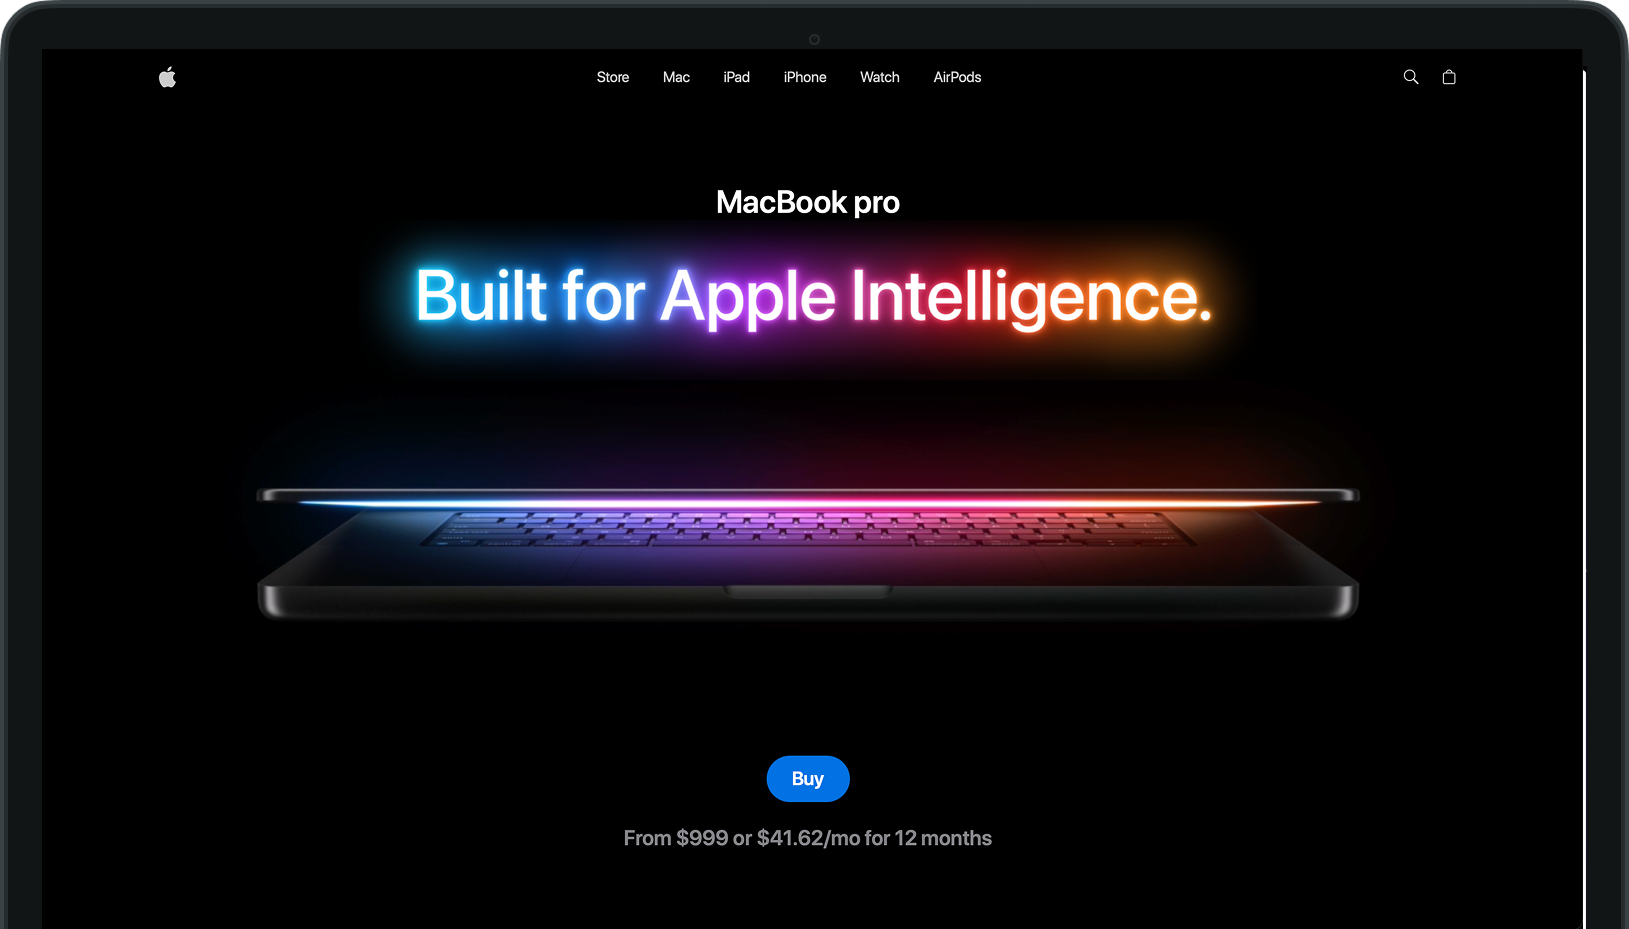 Store Mac iPad iPhone Watch AirPods
MacBook pro
Built for Apple Intelligence.
Buy
From $999 or $41.62/mo for 12 months